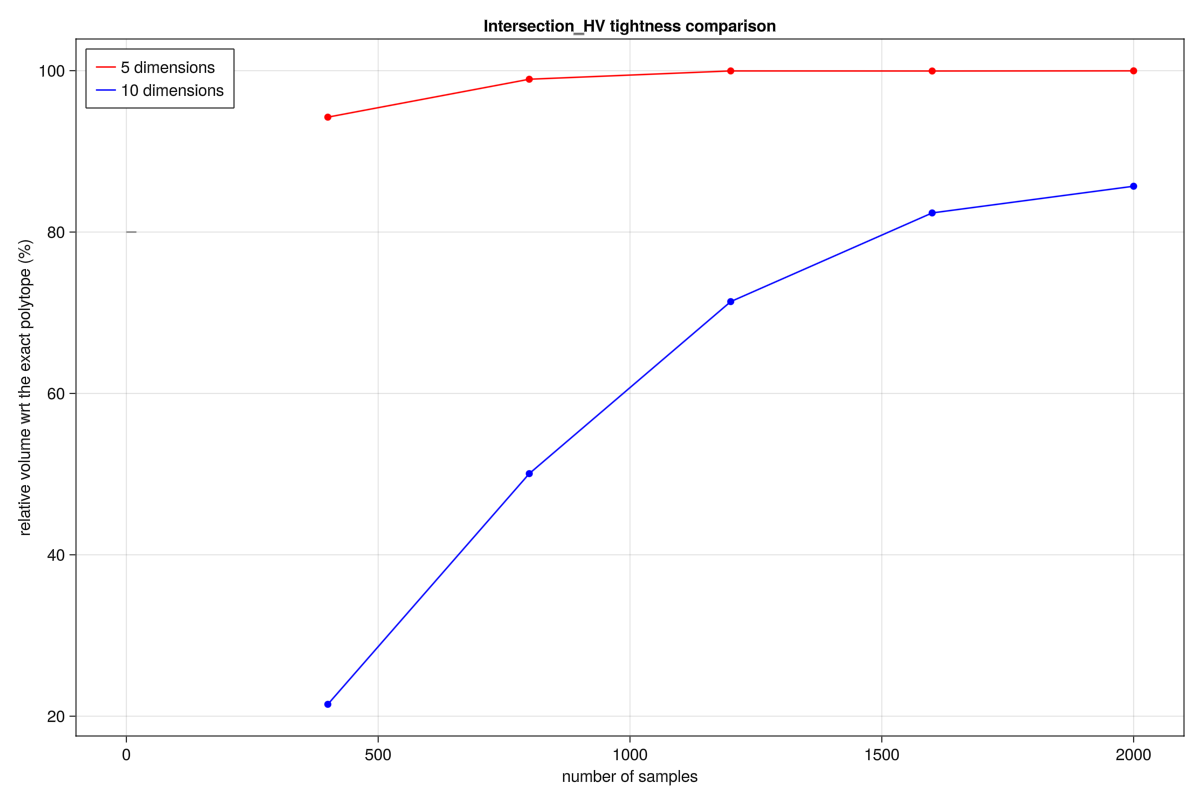 Intersection_HV tightness comparison
5 dimensions
10 dimensions
100
80
60
40
20
relative volume wrt the exact polytope (%)
0
500
1000
1500
2000
number of samples